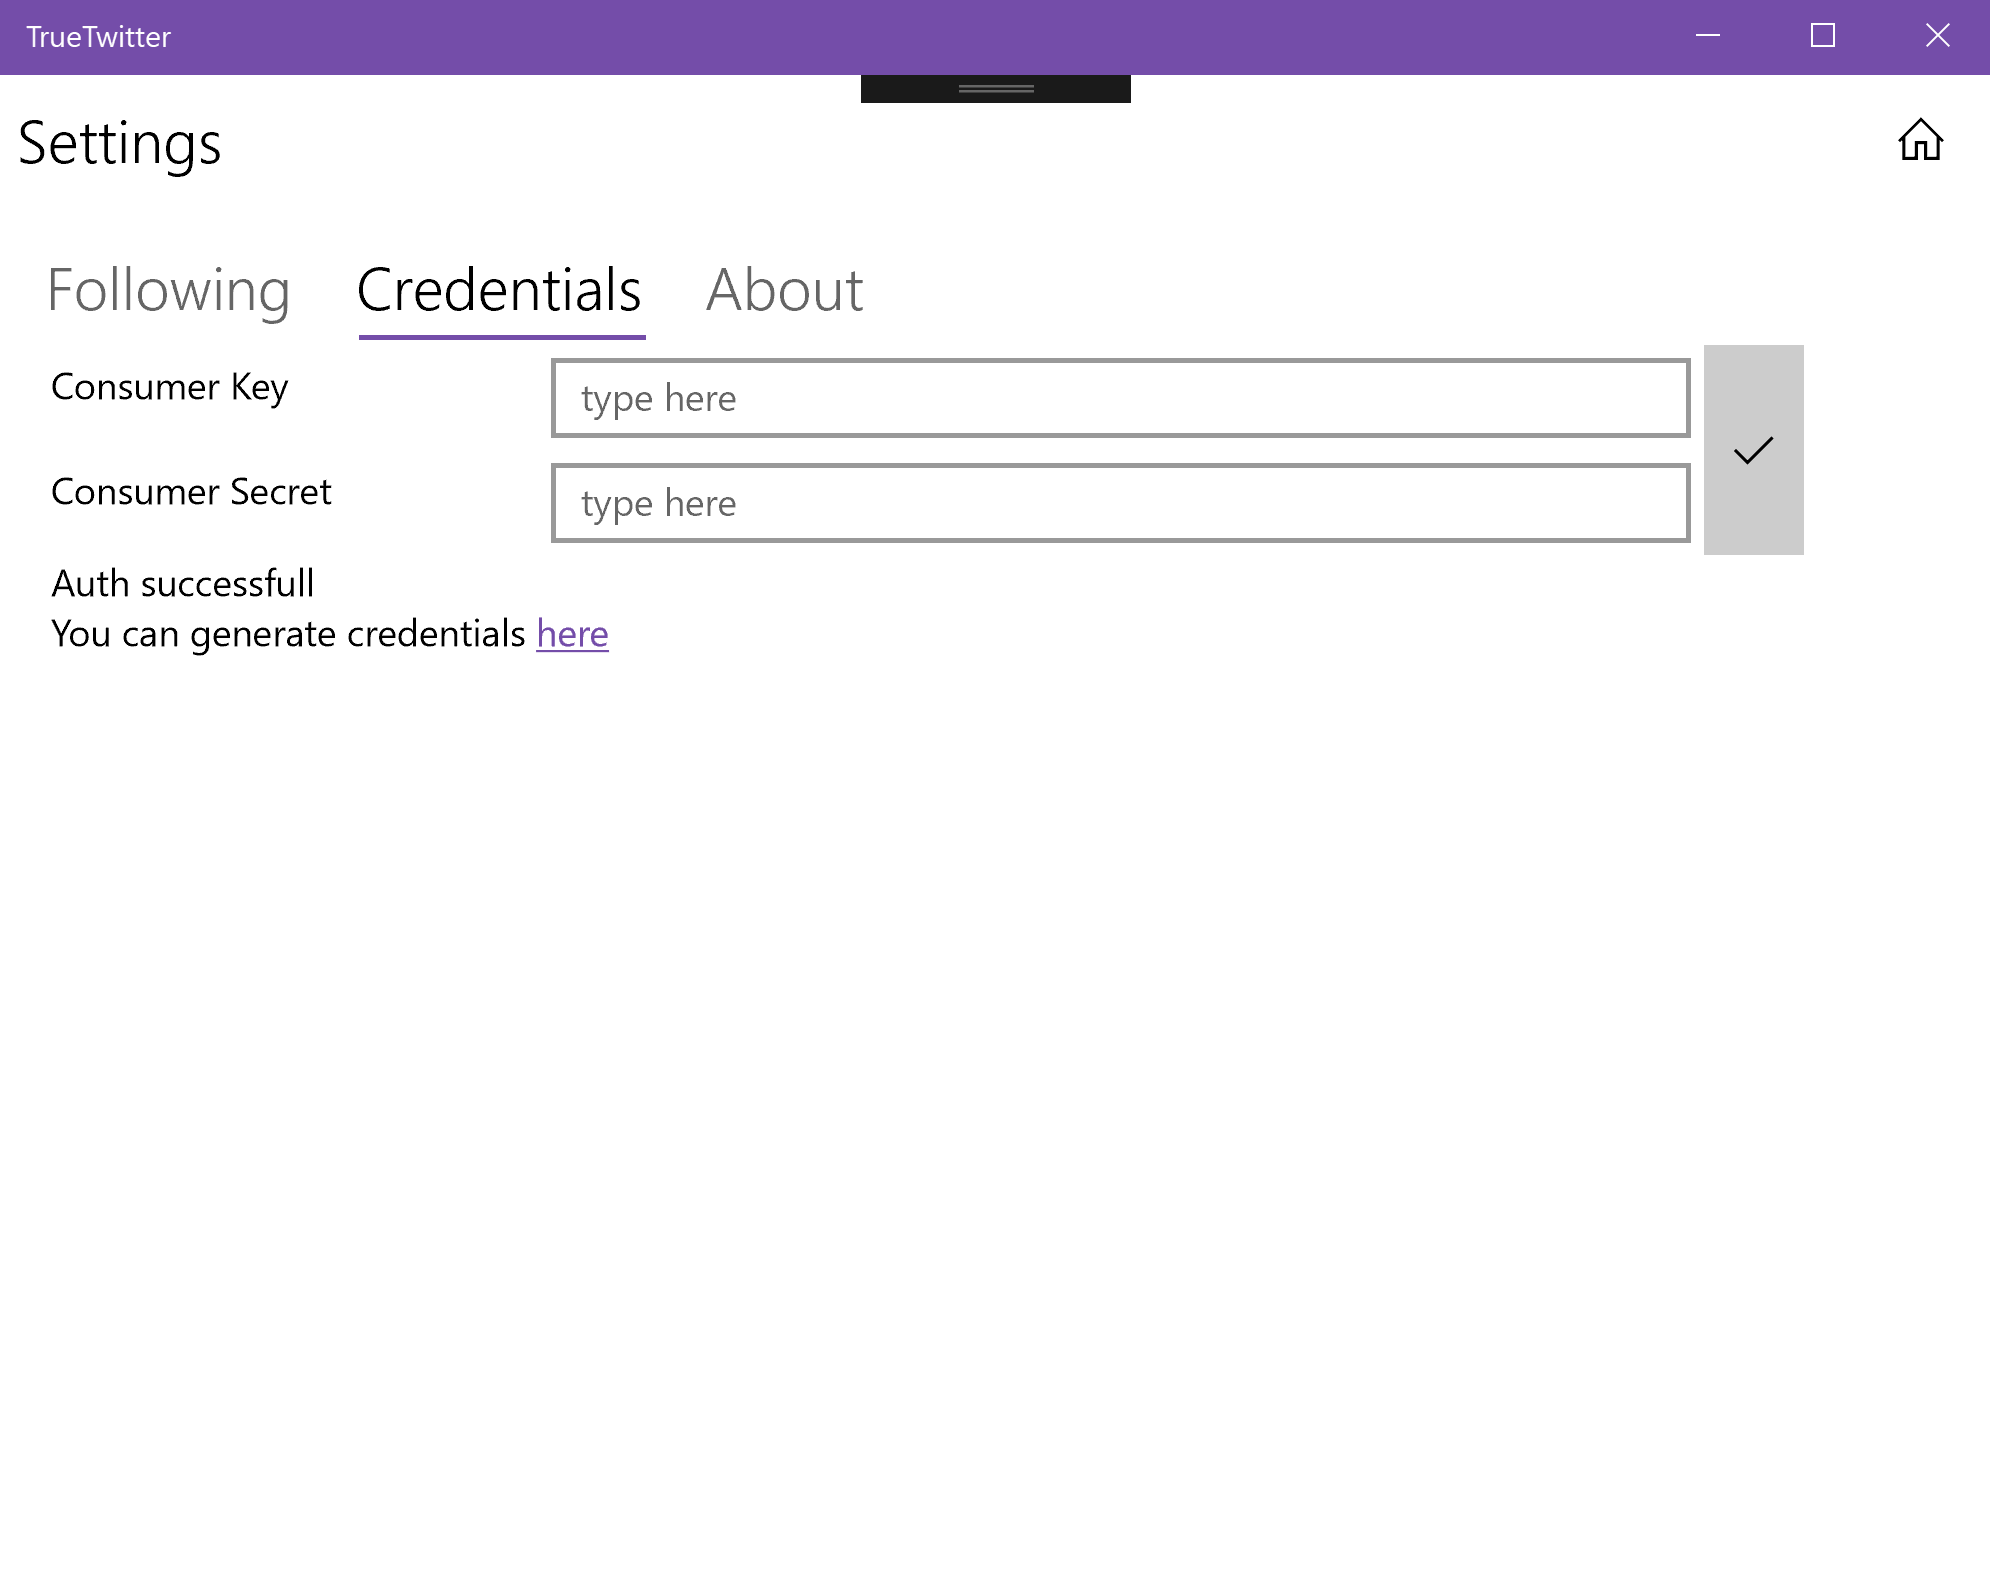 TrueTwitter
Settings
Following Credentials About
Consumer Key type here
Consumer Secret type here
Auth successfull
You can generate credentials here